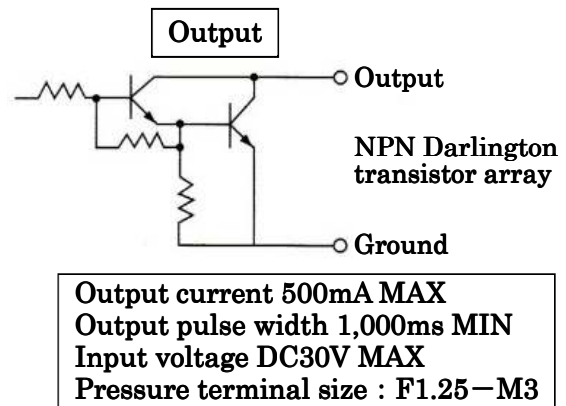 Output
Output
NPN Darlington
transistor array
Ground
Output current 500mA MAX
Output pulse width 1,000ms MIN
Input voltage DC30V MAX
Pressure terminal size : F1.25－M3